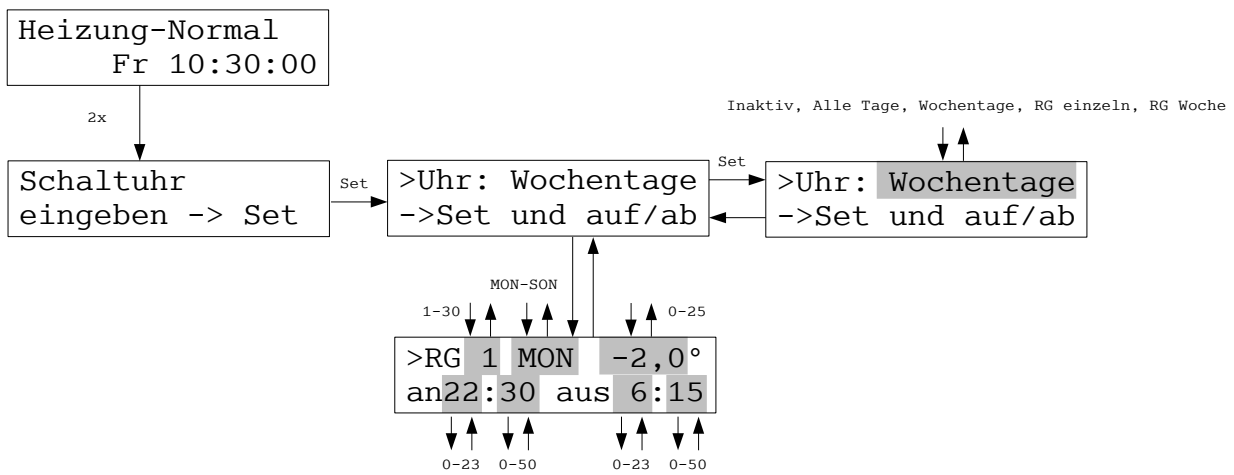 Heizung-Normal
Fr 10:30:00
2x
Inaktiv, Alle Tage, Wochentage, RG einzeln, RG Woche
Schaltuhr
eingeben -> Set
Set
>Uhr: Wochentage
->Set und auf/ab
Set
>Uhr: Wochentage
->Set und auf/ab
MON-SON
1-30
0-25
>RG 1 MON -2,0°
an22:30 aus 6:15
0-23
0-50
0-23
0-50